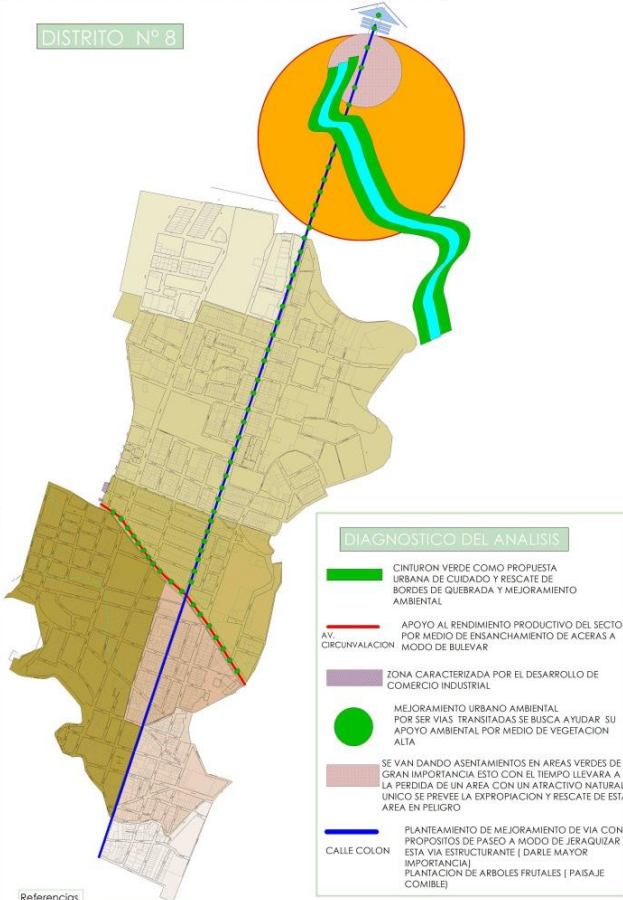 DISTRITO N° 8
DIAGNOSTICO DEL ANALISIS
CINTURON VERDE COMO PROPUESTA
URBANA DE CUIDADO Y RESCATE DE
BORDES DE QUEBRADA Y MEJORAMIENTO
AMBIENTAL
AV.
CIRCUNVALACION
APOYO AL RENDIMIENTO PRODUCTIVO DEL SECTO
POR MEDIO DE ENSANCHAMIENTO DE ACERAS A
MODO DE BULEVAR
ZONA CARACTERIZADA POR EL DESARROLLO DE
COMERCIO INDUSTRIAL
MEJORAMIENTO URBANO AMBIENTAL
POR SER VIAS TRANSITADAS SE BUSCA AYUDAR SU
APOYO AMBIENTAL POR MEDIO DE VEGETACION
ALTA
SE VAN DANDO ASENTAMIENTOS EN AREAS VERDES DE
GRAN IMPORTANCIA ESTO CON EL TIEMPO LLEVARA A
LA PERDIDA DE UN AREA CON UN ATRACTIVO NATURAL
UNICO SE PREVEE LA EXPROPIACION Y RESCATE DE ESTA
AREA EN PELIGRO
CALLE COLON
PLANTEAMIENTO DE MEJORAMIENTO DE VIA CON
PROPOSITOS DE PASEO A MODO DE JERAQUIZAR
ESTA VIA ESTRUCTURANTE ( DARLE MAYOR
IMPORTANCIA)
PLANTACION DE ARBOLES FRUTALES ( PAISAJE
COMIBLE)
Referencias